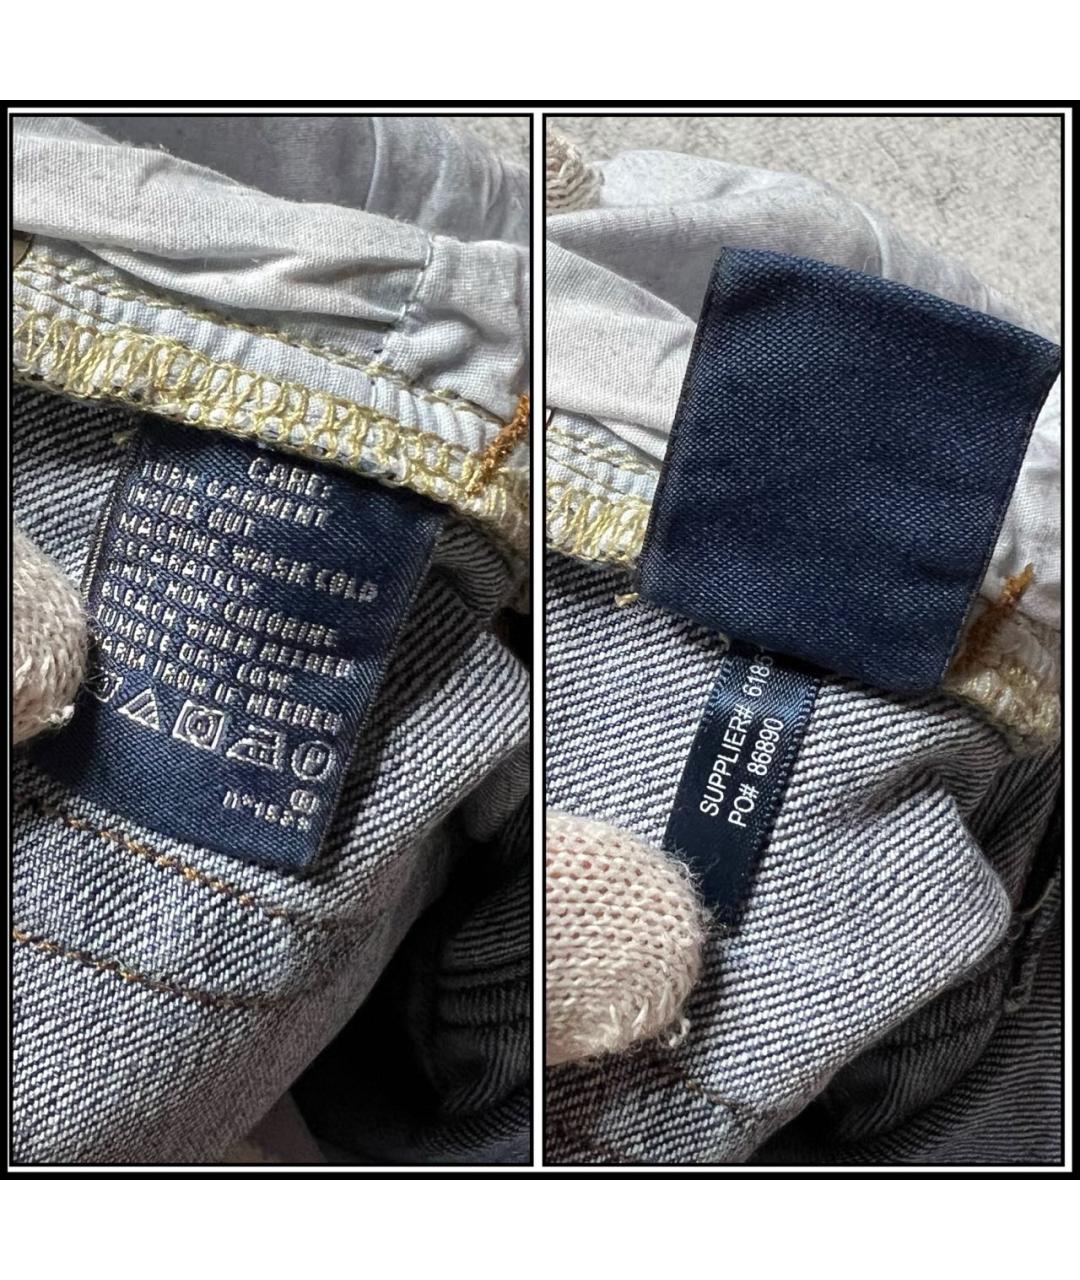 CARE:
TURN GARMENT
INSIDE OUT
MACHINE WASH COLD
SEPARATELY
ONLY NON-CHLORINE
BLEACH WHEN NEEDED
TUMBLE DRY LOW
WARM IRON IF NEEDED
P
SUPPLIER# 6185
PO# 86890